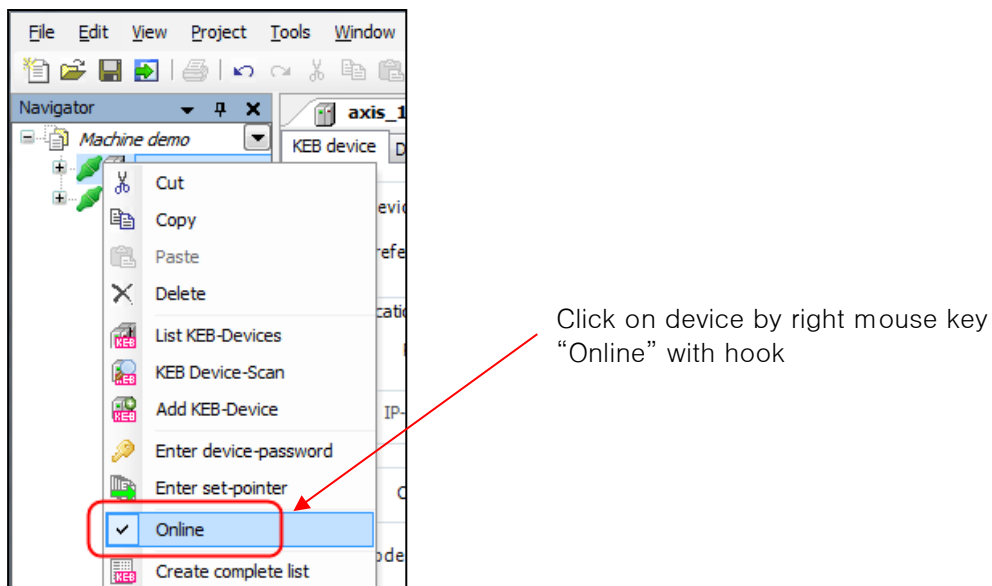 File Edit View Project Tools Window
Navigator
axis_1
Machine demo
KEB device D
Cut
Copy
Paste
Delete
List KEB-Devices
KEB Device-Scan
Add KEB-Device
IP-
Enter device-password
Enter set-pointer
Online
Create complete list
Click on device by right mouse key
“Online” with hook